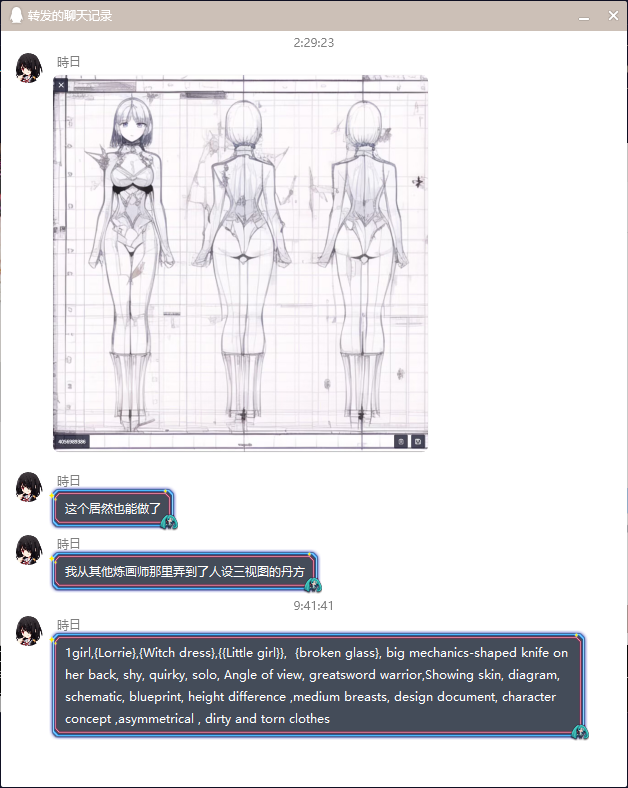 转发的聊天记录
2:29:23
時日
4056989386
時日
这个居然也能做了
時日
我从其他炼画师那里弄到了人设三视图的丹方
9:41:41
時日
1girl,{Lorrie},{Witch dress},{{Little girl}},  {broken glass}, big mechanics-shaped knife on
her back, shy, quirky, solo, Angle of view, greatsword warrior,Showing skin, diagram,
schematic, blueprint, height difference ,medium breasts, design document, character
concept ,asymmetrical , dirty and torn clothes